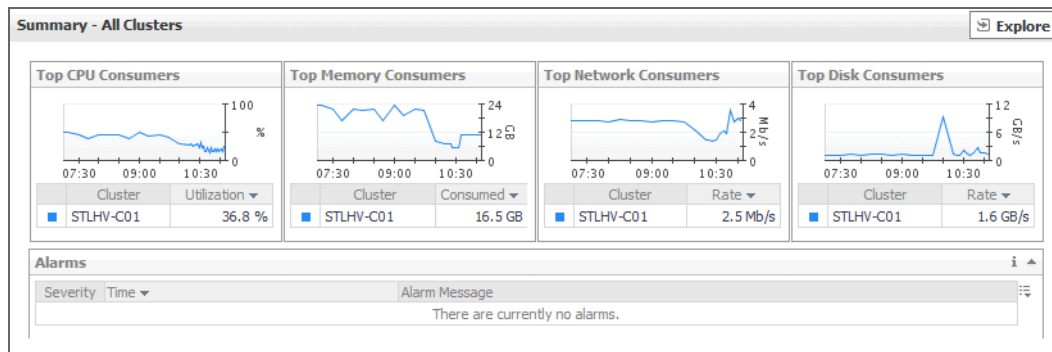 Summary - All Clusters
Explore
Top CPU Consumers
100
%
0
07:30 09:00 10:30
Cluster Utilization
STLHV-C01 36.8 %
Top Memory Consumers
24
12
GB
0
07:30 09:00 10:30
Cluster Consumed
STLHV-C01 16.5 GB
Top Network Consumers
4
2
Mb/s
0
07:30 09:00 10:30
Cluster Rate
STLHV-C01 2.5 Mb/s
Top Disk Consumers
12
6
GB/s
0
07:30 09:00 10:30
Cluster Rate
STLHV-C01 1.6 GB/s
Alarms
i
Severity Time Alarm Message
There are currently no alarms.